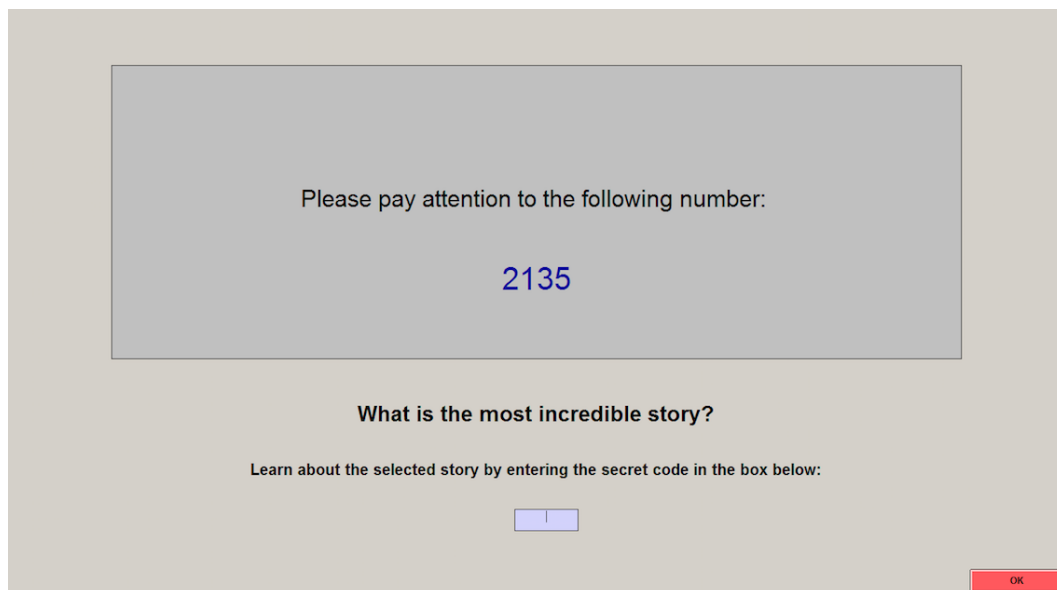 Please pay attention to the following number:
2135
What is the most incredible story?
Learn about the selected story by entering the secret code in the box below:
OK